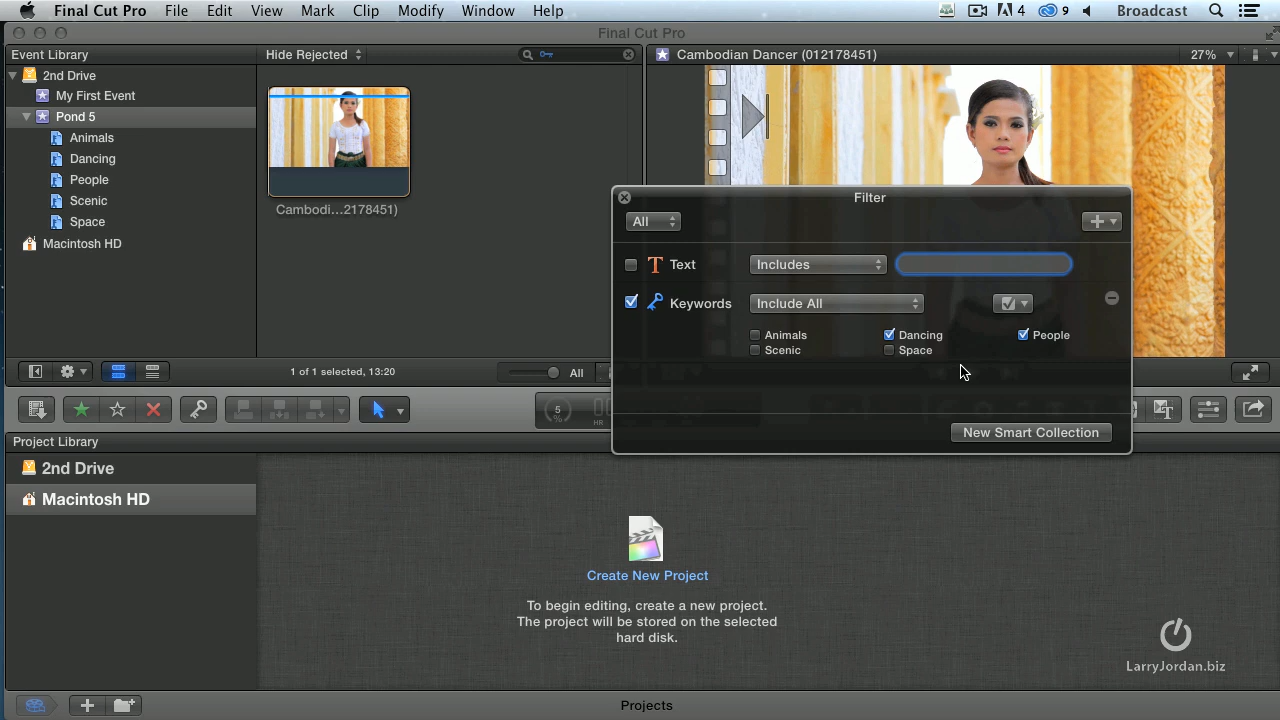 Final Cut Pro File Edit View Mark Clip Modify Window Help 4 9 Broadcast
Final Cut Pro
Event Library
Hide Rejected
Cambodian Dancer (012178451)
27%
2nd Drive
My First Event
Pond 5
Animals
Dancing
People
Scenic
Space
Macintosh HD
Cambodi...2178451)
Filter
All
Text
Includes
Keywords
Include All
Animals
Dancing
People
Scenic
Space
New Smart Collection
1 of 1 selected, 13:20
All
5
%
HR
Project Library
2nd Drive
Macintosh HD
Create New Project
To begin editing, create a new project.
The project will be stored on the selected
hard disk.
LarryJordan.biz
Projects